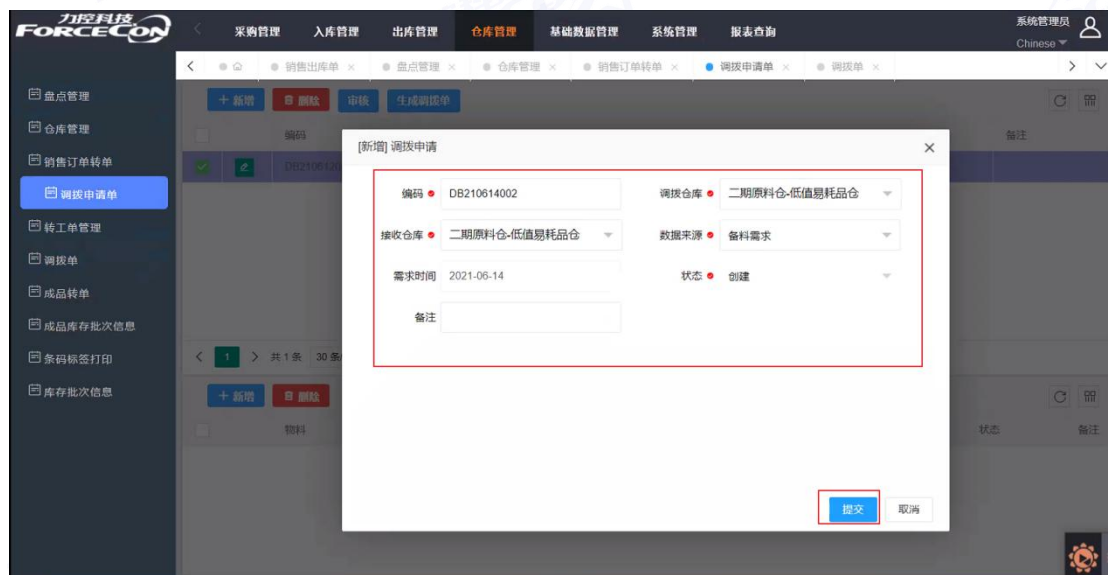 力控科技
FORCECON
采购管理 入库管理 出库管理 仓库管理 基础数据管理 系统管理 报表查询
系统管理员
Chinese
销售出库单 × 盘点管理 × 仓库管理 × 销售订单转单 × 调拨申请单 × 调拨单 ×
盘点管理
仓库管理
销售订单转单
调拨申请单
转工单管理
调拨单
成品转单
成品库存批次信息
条码标签打印
库存批次信息
+ 新增 删除 审核 生成调拨单
编码 备注
[新增] 调拨申请 ×
编码 DB210614002 调拨仓库 二期原料仓-低值易耗品仓
接收仓库 二期原料仓-低值易耗品仓 数据来源 备料需求
需求时间 2021-06-14 状态 创建
备注
1 共 1 条 30 条
+ 新增 删除
物料 状态 备注
提交 取消